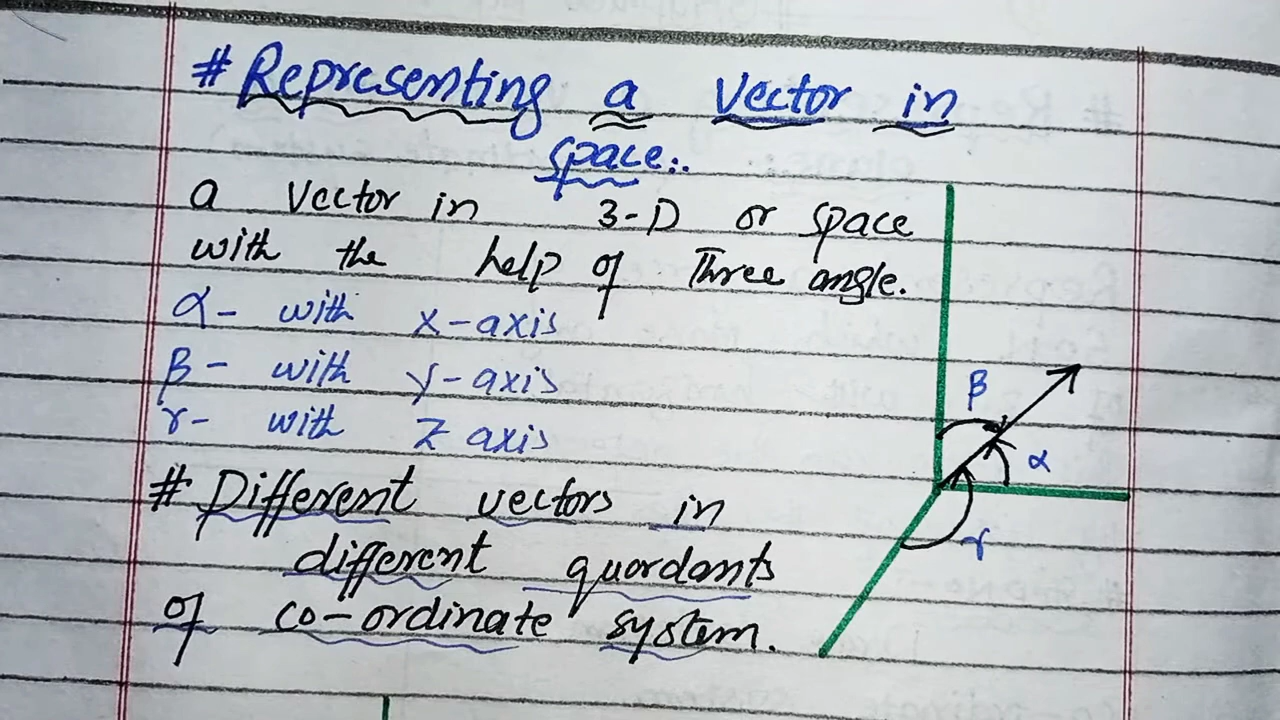 # Representing a Vector in
space:.
a vector in 3-D or space
with the help of Three angle.
α- with x-axis
β- with y-axis
r- with z axis
β
α
r
# Different vectors in
different quordants
of co-ordinate system.